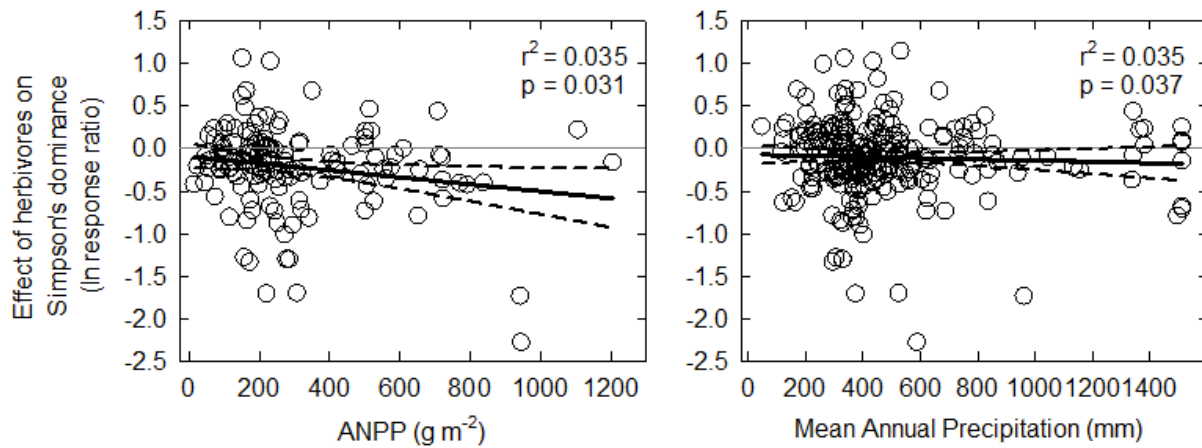 Effect of herbivores on
Simpson's dominance
(ln response ratio)
1.5
1.0
0.5
0.0
-0.5
-1.0
-1.5
-2.0
-2.5
r² = 0.035
p = 0.031
0 200 400 600 800 1000 1200
ANPP (g m⁻²)
1.5
1.0
0.5
0.0
-0.5
-1.0
-1.5
-2.0
-2.5
r² = 0.035
p = 0.037
0 200 400 600 800 1000 1200 1400
Mean Annual Precipitation (mm)